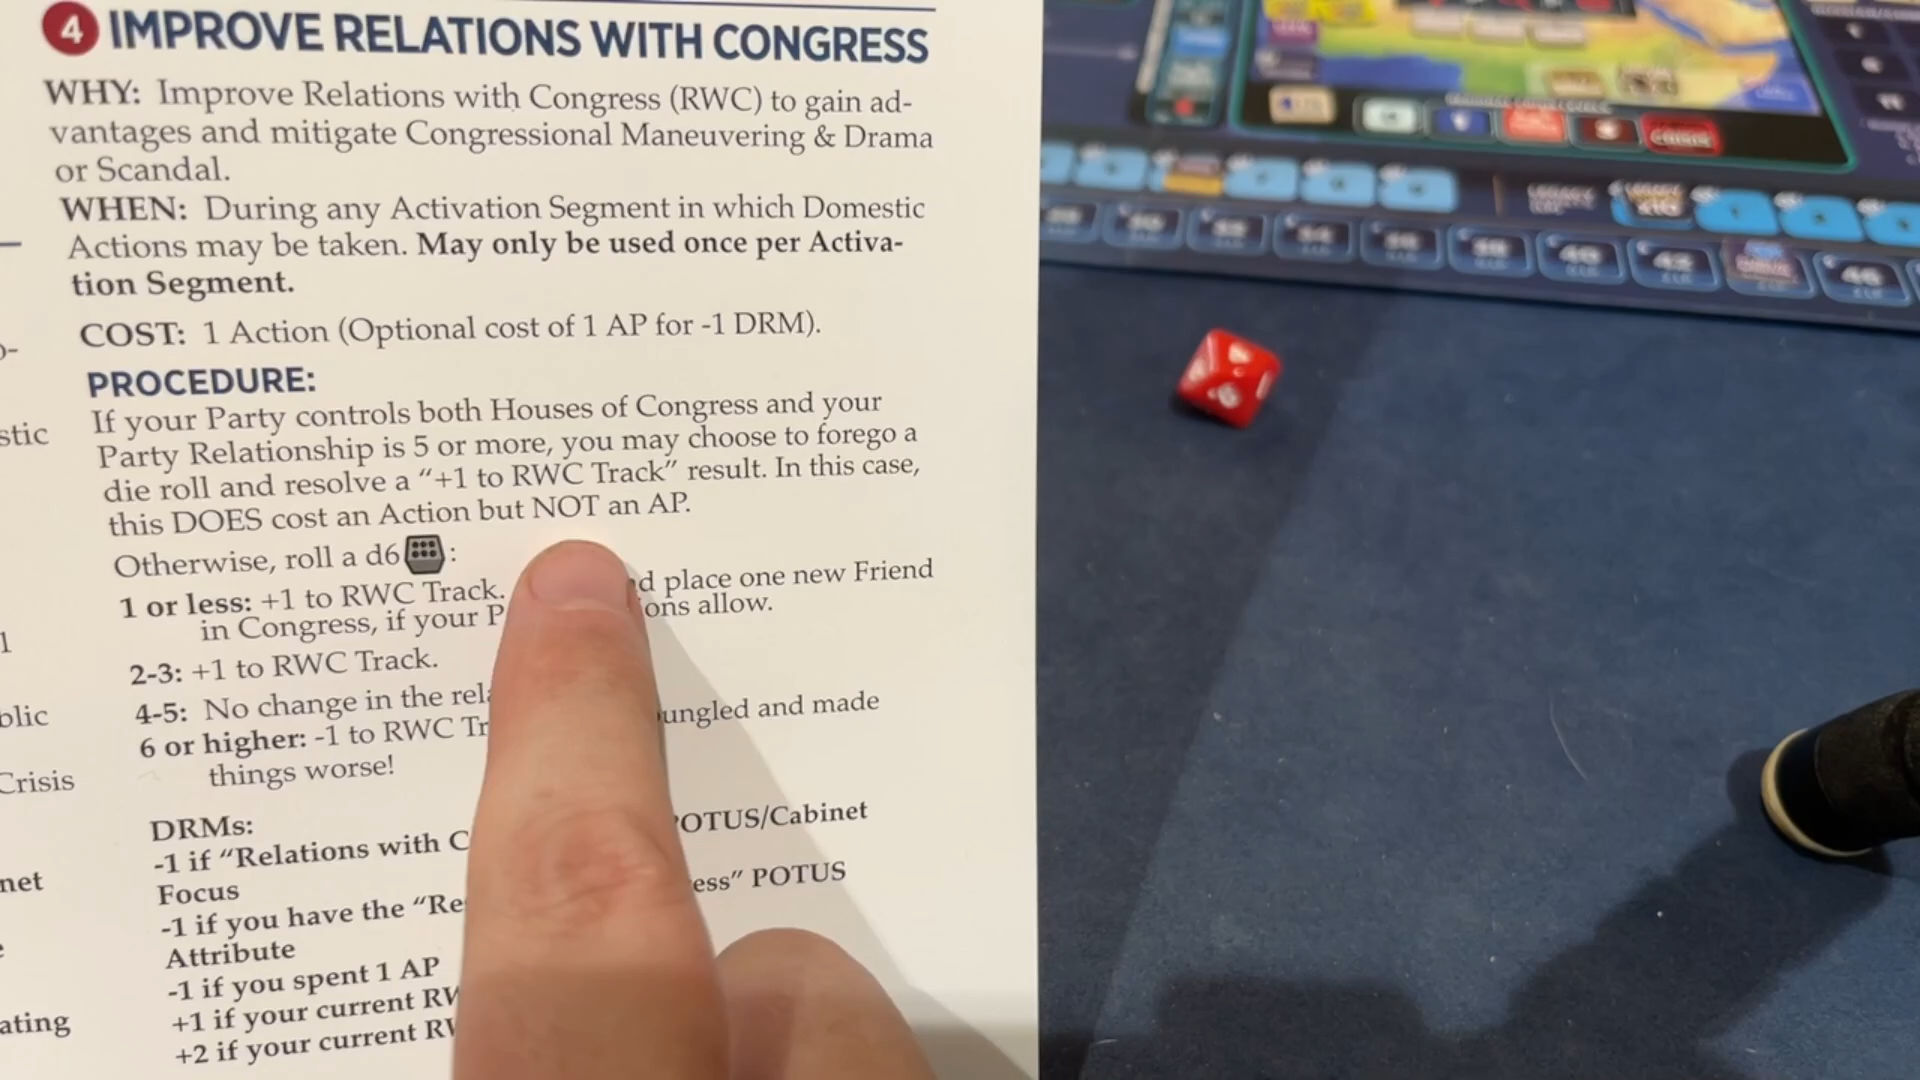 4 IMPROVE RELATIONS WITH CONGRESS
WHY: Improve Relations with Congress (RWC) to gain ad-
vantages and mitigate Congressional Maneuvering & Drama
or Scandal.
WHEN: During any Activation Segment in which Domestic
Actions may be taken. May only be used once per Activa-
tion Segment.
COST: 1 Action (Optional cost of 1 AP for -1 DRM).
PROCEDURE:
If your Party controls both Houses of Congress and your
Party Relationship is 5 or more, you may choose to forego a
die roll and resolve a “+1 to RWC Track” result. In this case,
this DOES cost an Action but NOT an AP.
Otherwise, roll a d6 :
1 or less: +1 to RWC Track. place one new Friend
in Congress, if your allow.
2-3: +1 to RWC Track.
4-5: No change in the
6 or higher: -1 to RWC and made
things worse!
DRMs:
-1 if “Relations with POTUS/Cabinet
Focus
-1 if you have the POTUS
Attribute
-1 if you spent 1 AP
+1 if your current
+2 if your current
stic
blic
Crisis
net
ating
40
42
46